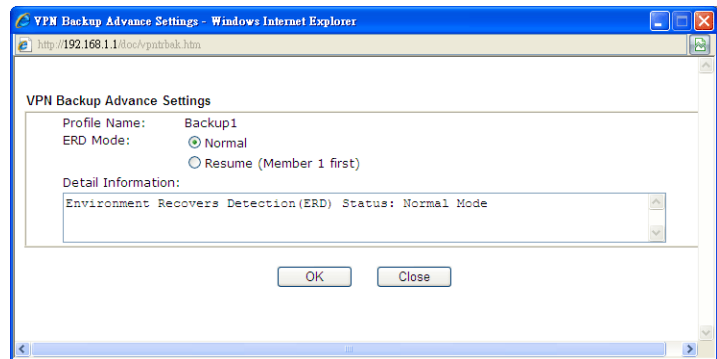 VPN Backup Advance Settings - Windows Internet Explorer
http://192.168.1.1/doc/vpntrbak.htm
VPN Backup Advance Settings
Profile Name: Backup1
ERD Mode: Normal
Resume (Member 1 first)
Detail Information:
Environment Recovers Detection(ERD) Status: Normal Mode
OK Close